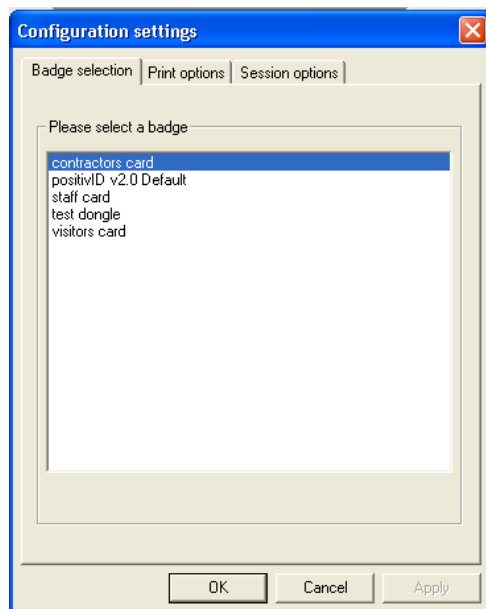 Configuration settings
Badge selection Print options Session options
Please select a badge
contractors card
positivID v2.0 Default
staff card
test dongle
visitors card
OK Cancel Apply